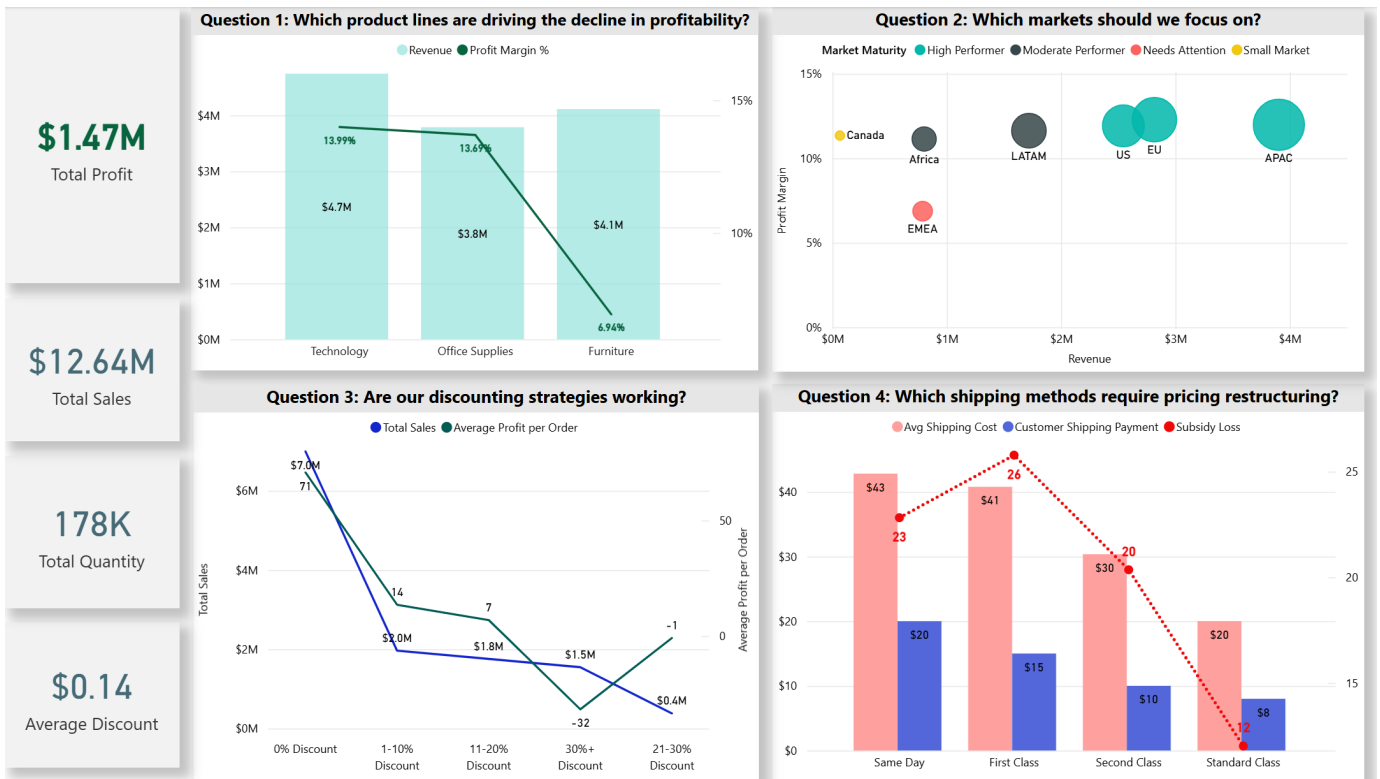 $1.47M
Total Profit
$12.64M
Total Sales
178K
Total Quantity
$0.14
Average Discount
Question 1: Which product lines are driving the decline in profitability?
Revenue Profit Margin %
$4M
$3M
$2M
$1M
$0M
15%
10%
13.99%
13.69%
6.94%
$4.7M
$3.8M
$4.1M
Technology Office Supplies Furniture
Question 2: Which markets should we focus on?
Market Maturity High Performer Moderate Performer Needs Attention Small Market
Profit Margin
15%
10%
5%
0%
Canada
Africa
LATAM
US
EU
APAC
EMEA
$0M $1M $2M $3M $4M
Revenue
Question 3: Are our discounting strategies working?
Total Sales Average Profit per Order
Total Sales
$6M
$4M
$2M
$0M
$7.0M
71
14
$2.0M
7
$1.8M
$1.5M
-32
-1
$0.4M
50
0
Average Profit per Order
0% Discount
1-10%
Discount
11-20%
Discount
30%+
Discount
21-30%
Discount
Question 4: Which shipping methods require pricing restructuring?
Avg Shipping Cost Customer Shipping Payment Subsidy Loss
$40
$30
$20
$10
$0
$43
$20
23
$41
$15
26
$30
$10
20
$20
$8
12
25
20
15
Same Day First Class Second Class Standard Class